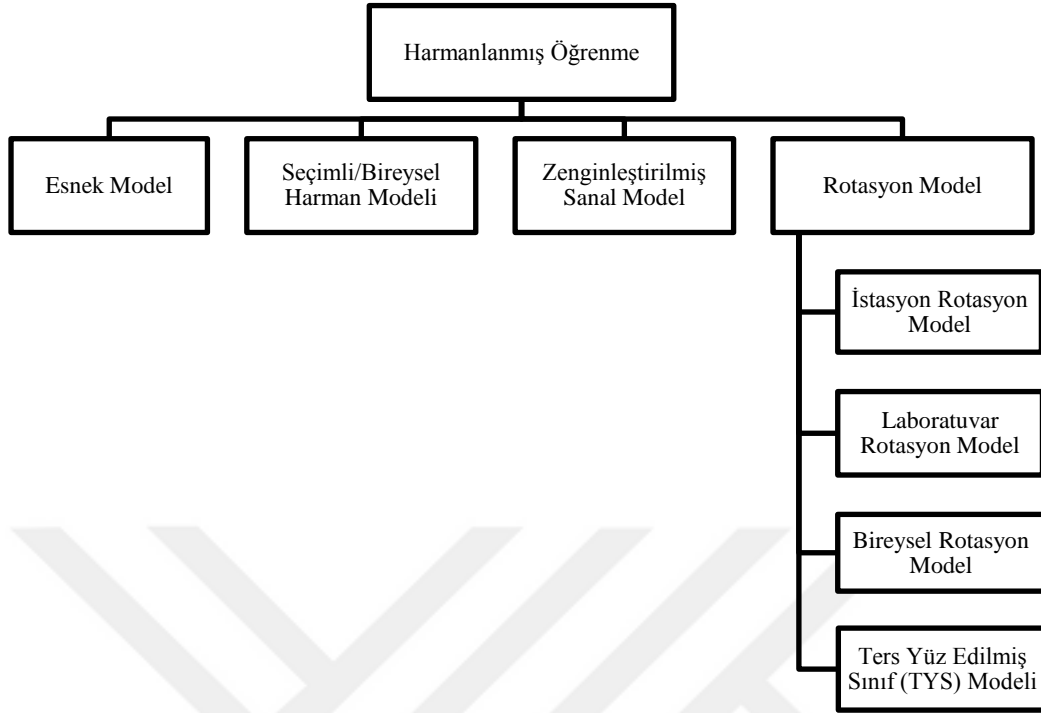 Harmanlanmış Öğrenme
Esnek Model
Seçimli/Bireysel
Harman Modeli
Zenginleştirilmiş
Sanal Model
Rotasyon Model
İstasyon Rotasyon
Model
Laboratuvar
Rotasyon Model
Bireysel Rotasyon
Model
Ters Yüz Edilmiş
Sınıf (TYS) Modeli